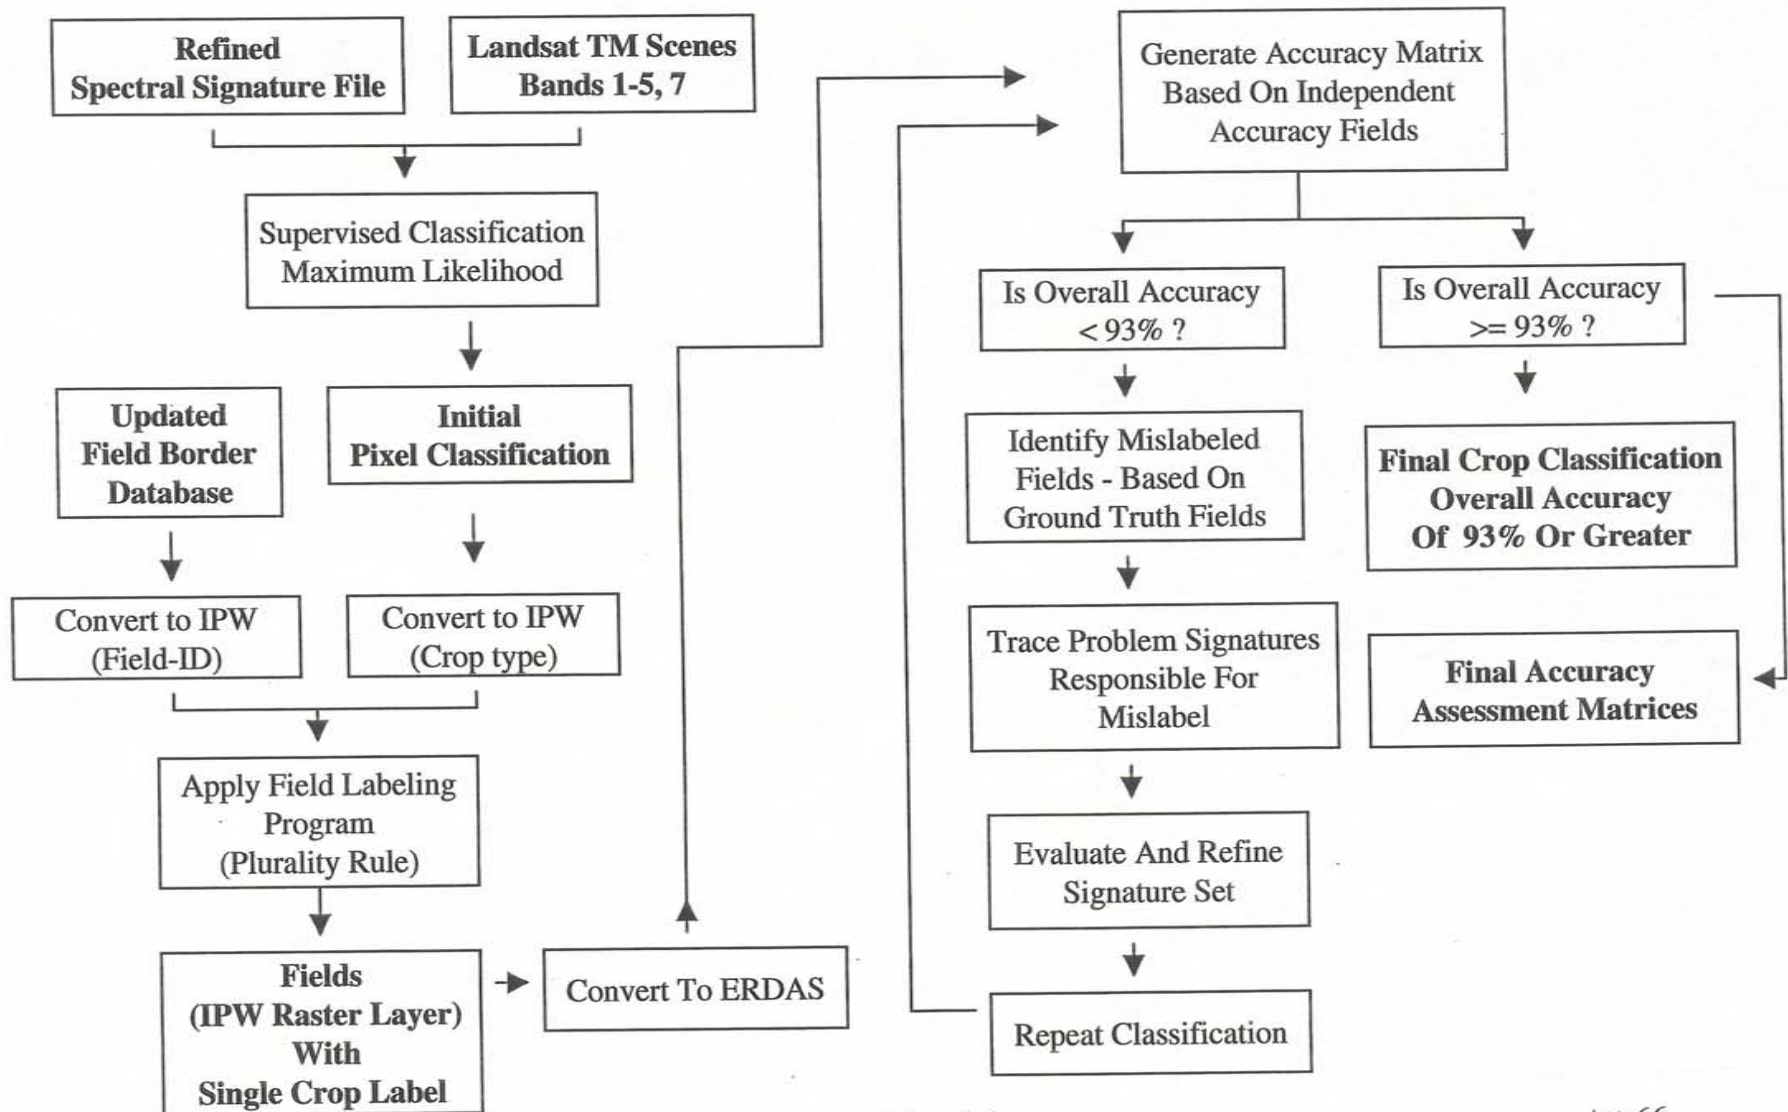 Refined
Spectral Signature File
Landsat TM Scenes
Bands 1-5, 7
Supervised Classification
Maximum Likelihood
Updated
Field Border
Database
Initial
Pixel Classification
Convert to IPW
(Field-ID)
Convert to IPW
(Crop type)
Apply Field Labeling
Program
(Plurality Rule)
Fields
(IPW Raster Layer)
With
Single Crop Label
Convert To ERDAS
Generate Accuracy Matrix
Based On Independent
Accuracy Fields
Is Overall Accuracy
< 93% ?
Is Overall Accuracy
>= 93% ?
Identify Mislabeled
Fields - Based On
Ground Truth Fields
Final Crop Classification
Overall Accuracy
Of 93% Or Greater
Trace Problem Signatures
Responsible For
Mislabel
Final Accuracy
Assessment Matrices
Evaluate And Refine
Signature Set
Repeat Classification